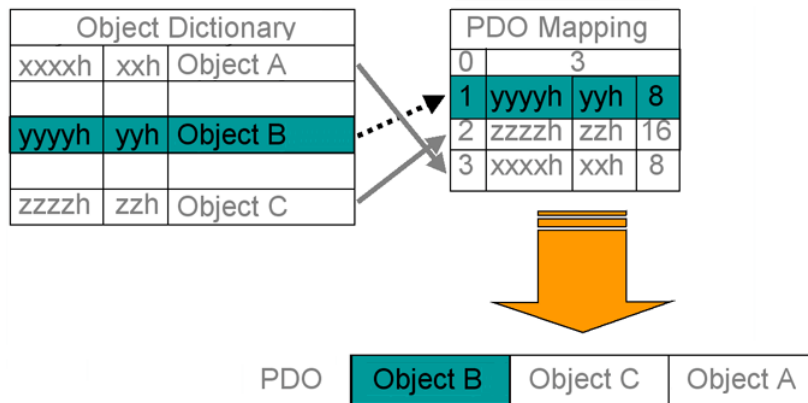 Object Dictionary
xxxxh xxh Object A
yyyyh yyh Object B
zzzzh zzh Object C
PDO Mapping
0 3
1 yyyyh yyh 8
2 zzzzh zzh 16
3 xxxxh xxh 8
PDO Object B Object C Object A